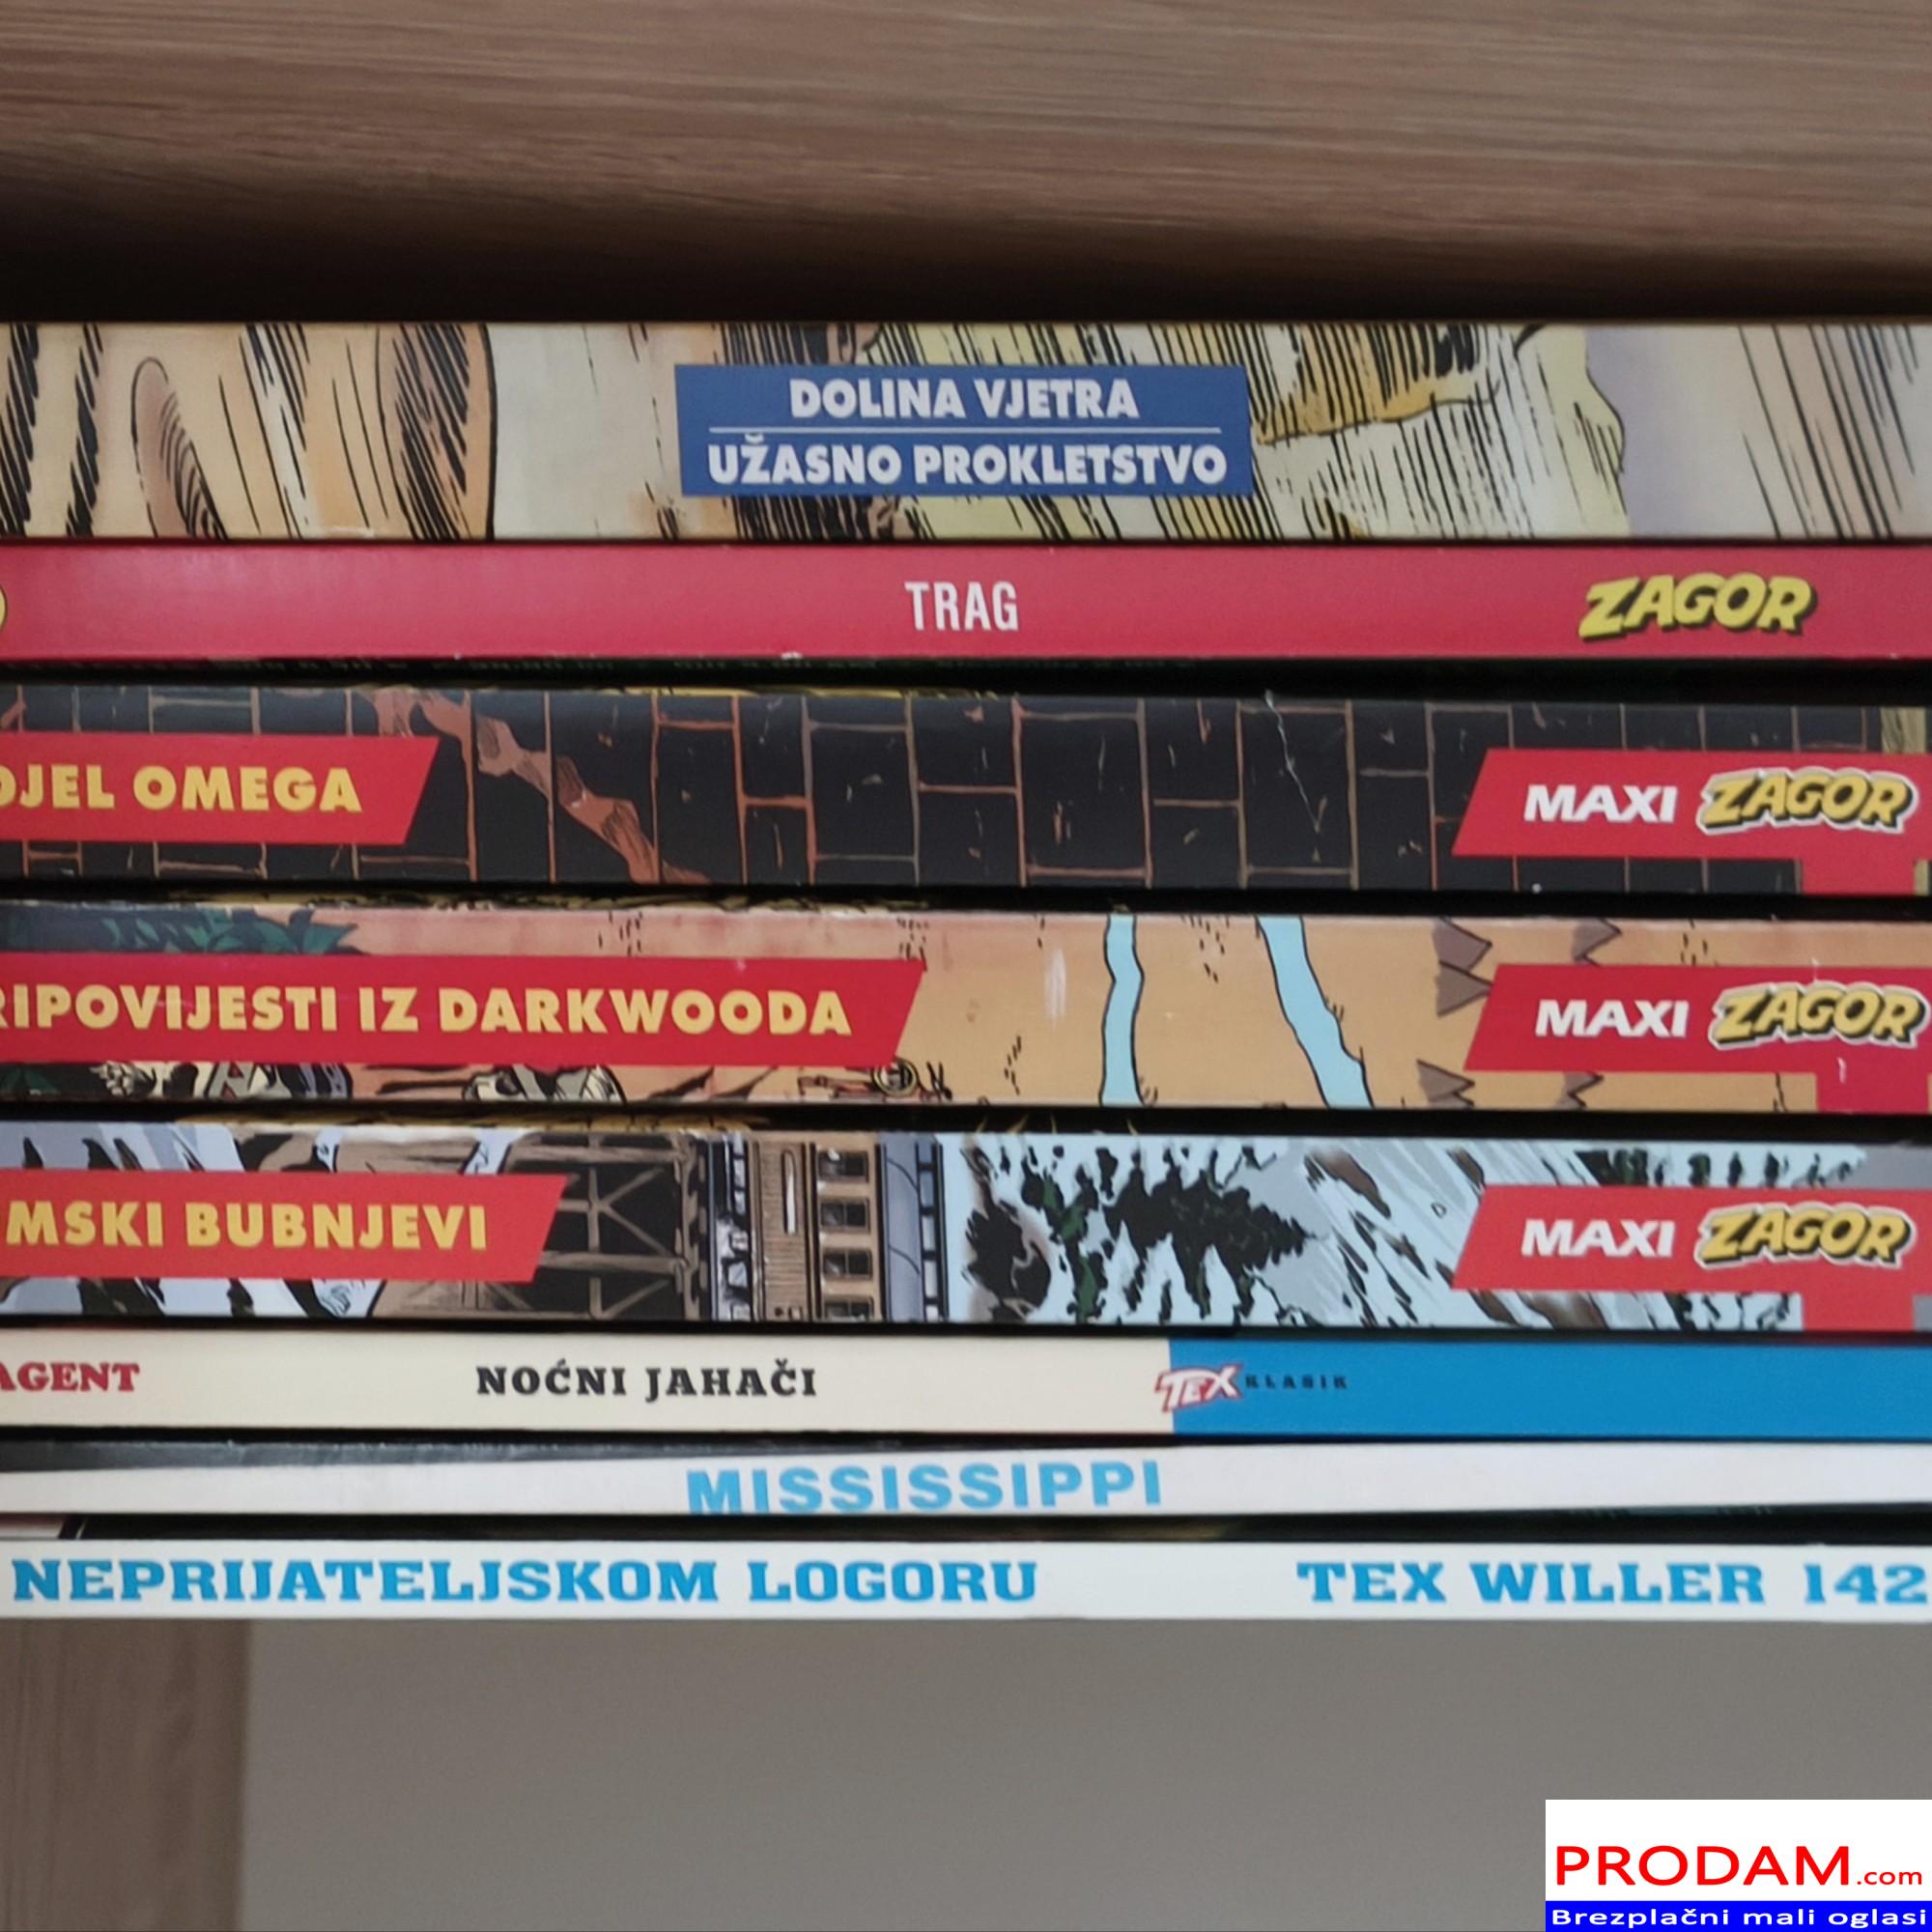 DOLINA VJETRA
UŽASNO PROKLETSTVO
TRAG ZAGOR
OJEL OMEGA MAXI ZAGOR
RIPOVIJESTI IZ DARKWOODA MAXI ZAGOR
MSKI BUBNJEVI MAXI ZAGOR
AGENT NOĆNI JAHAČI TEX KLASIK
MISSISSIPPI
NEPRIJATELJSKOM LOGORU TEX WILLER 142
PRODAM.com
Brezplačni mali oglasi